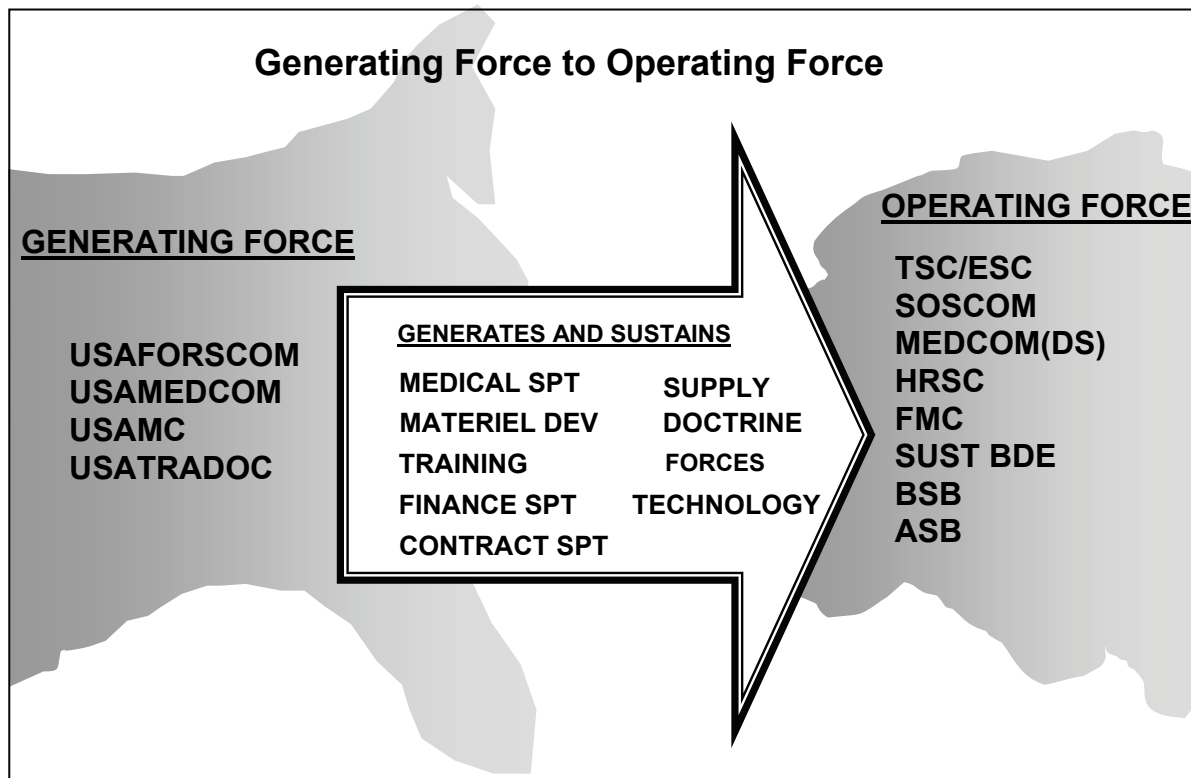 Generating Force to Operating Force
GENERATING FORCE
USAFORSCOM
USAMEDCOM
USAMC
USATRADOC
GENERATES AND SUSTAINS
MEDICAL SPT
MATERIEL DEV
TRAINING
FINANCE SPT
CONTRACT SPT
SUPPLY
DOCTRINE
FORCES
TECHNOLOGY
OPERATING FORCE
TSC/ESC
SOSCOM
MEDCOM(DS)
HRSC
FMC
SUST BDE
BSB
ASB